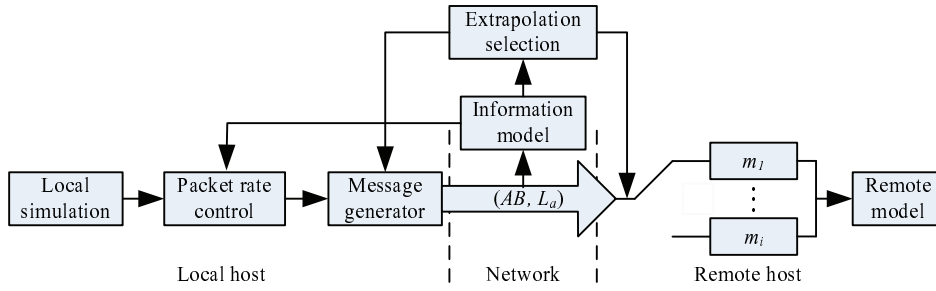 Extrapolation
selection
Information
model
Local
simulation
Packet rate
control
Message
generator
(AB, Lₐ)
m₁
⋮
mᵢ
Remote
model
Local host
Network
Remote host